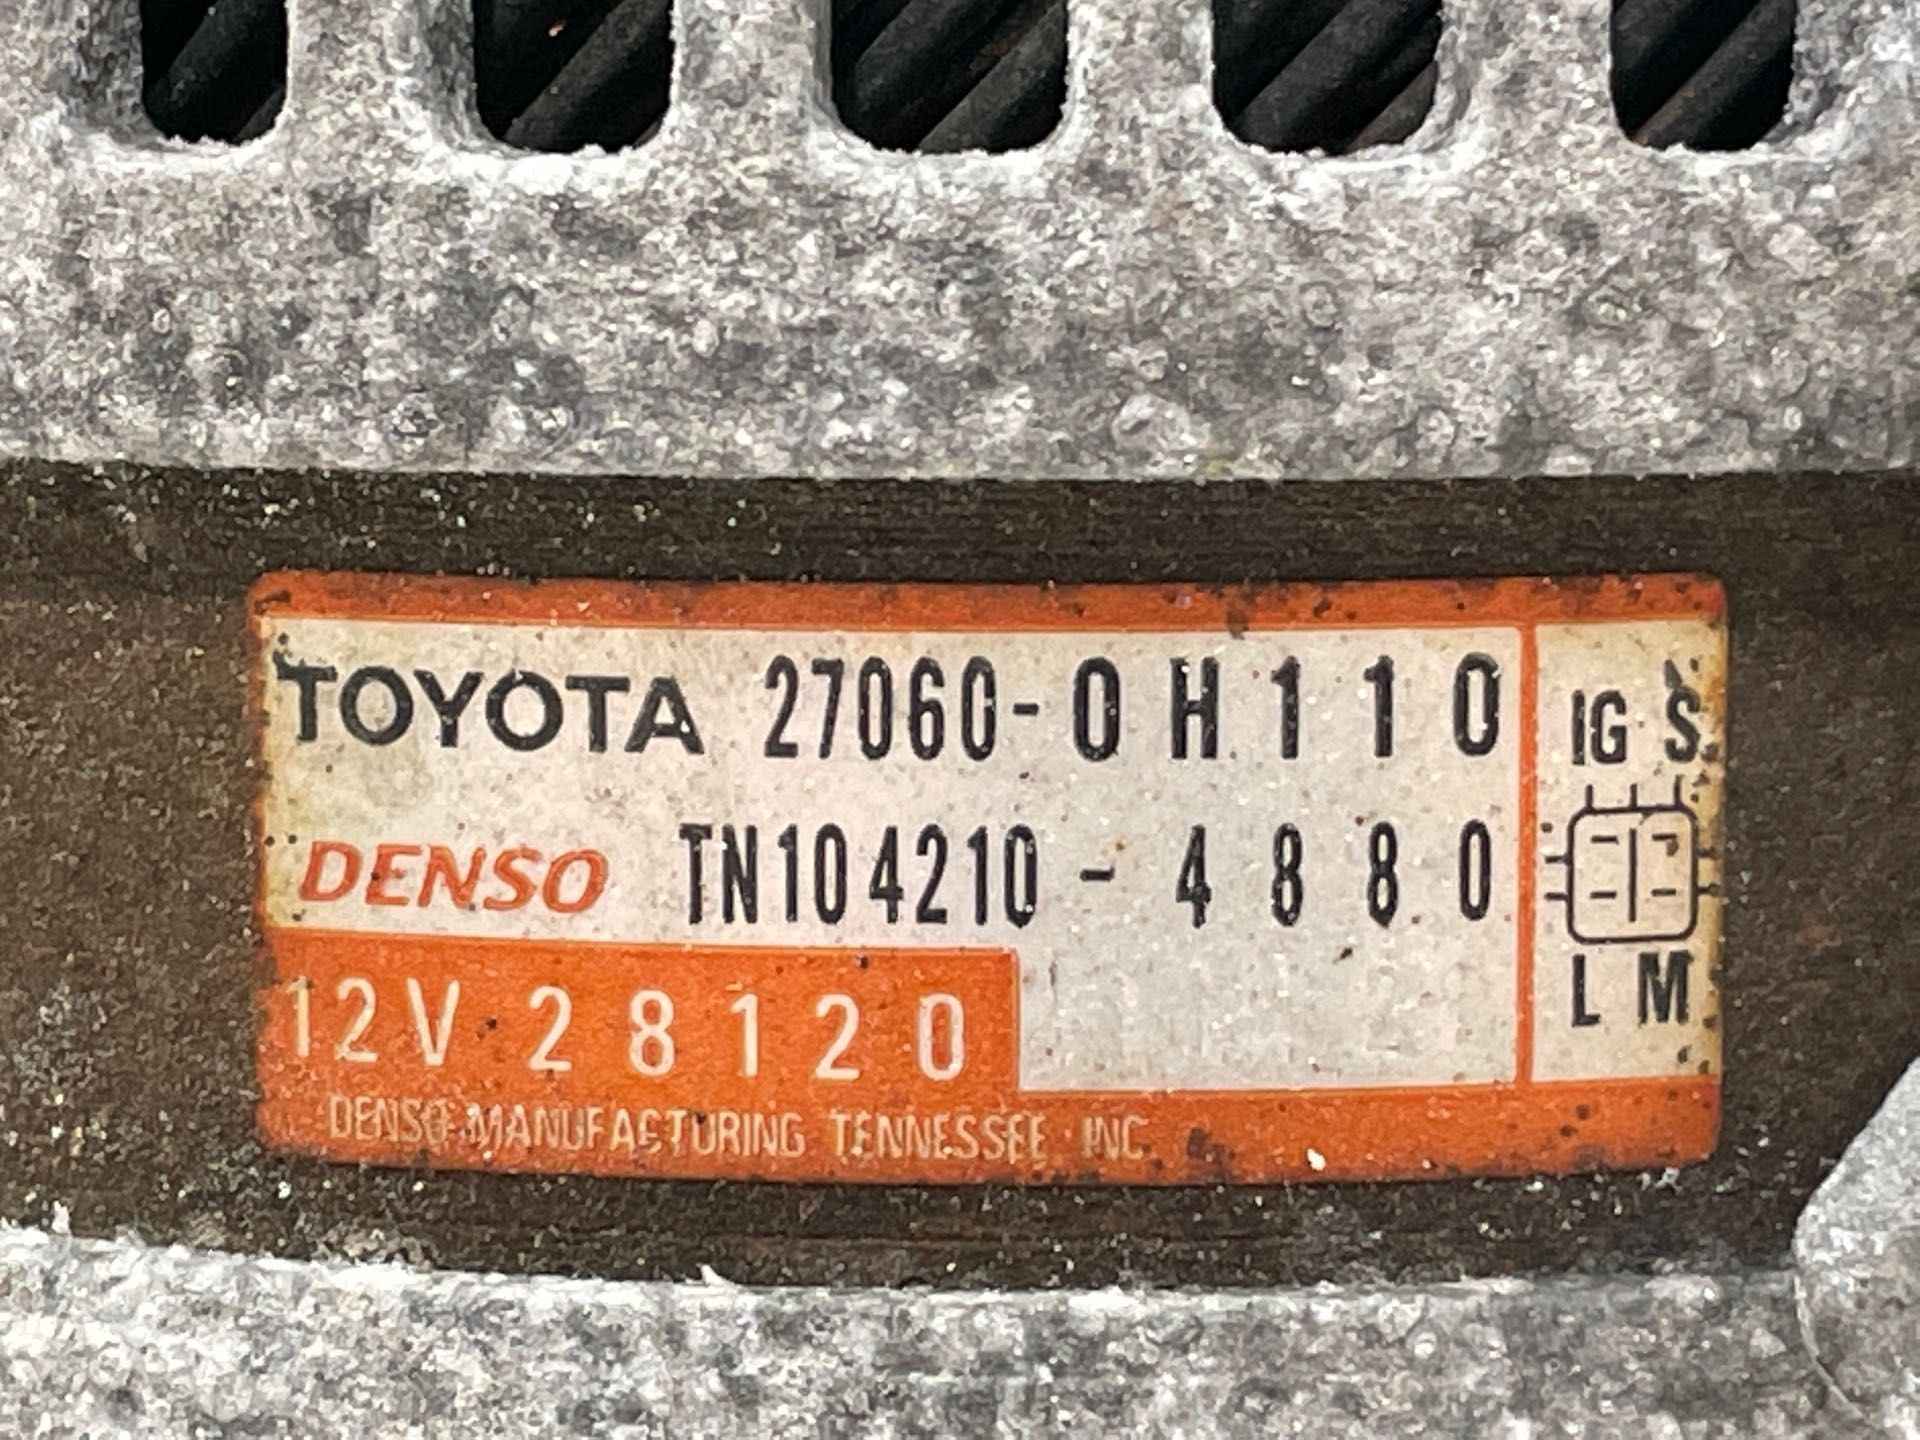 TOYOTA 27060-0H110
DENSO TN104210-4880
12V 28120
DENSO MANUFACTURING TENNESSEE INC
IG S
L M